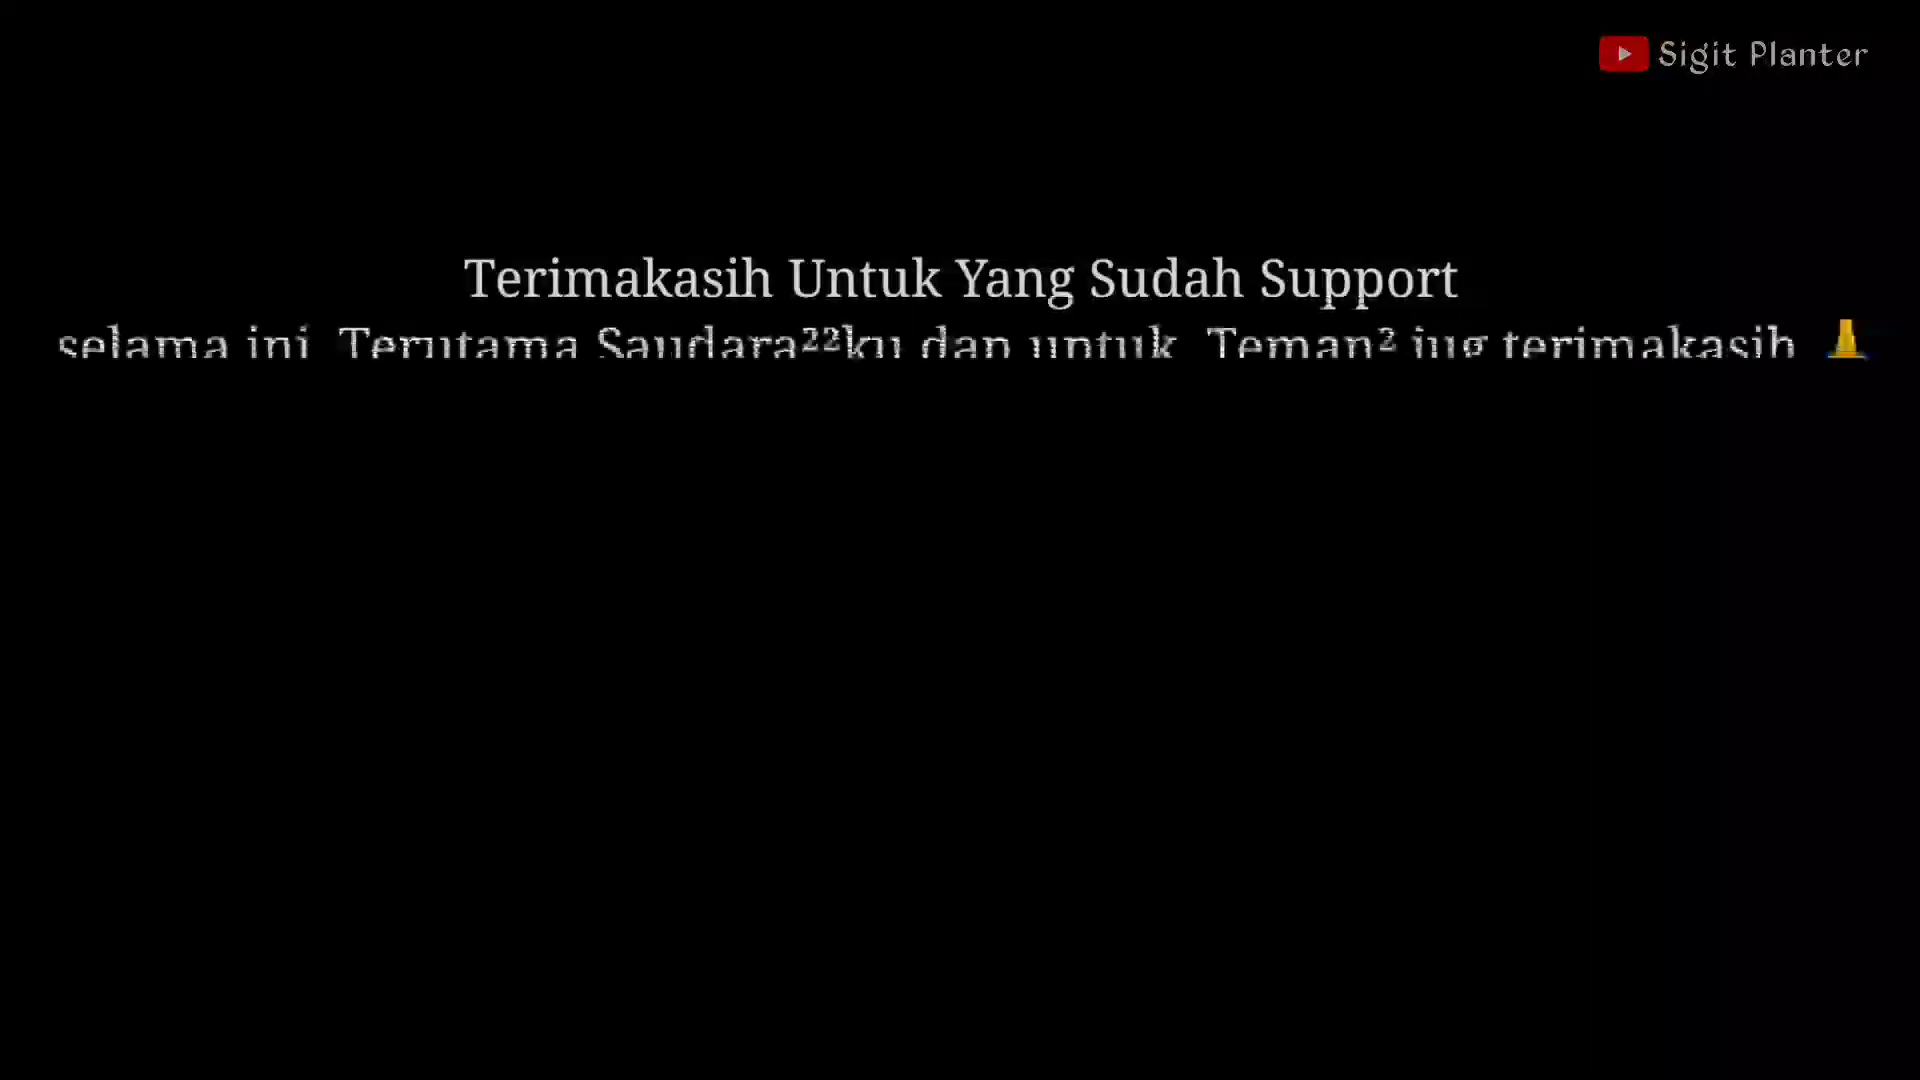 Sigit Planter
Terimakasih Untuk Yang Sudah Support
selama ini Terutama Saudara²²ku dan untuk Teman² jug terimakasih 🙏